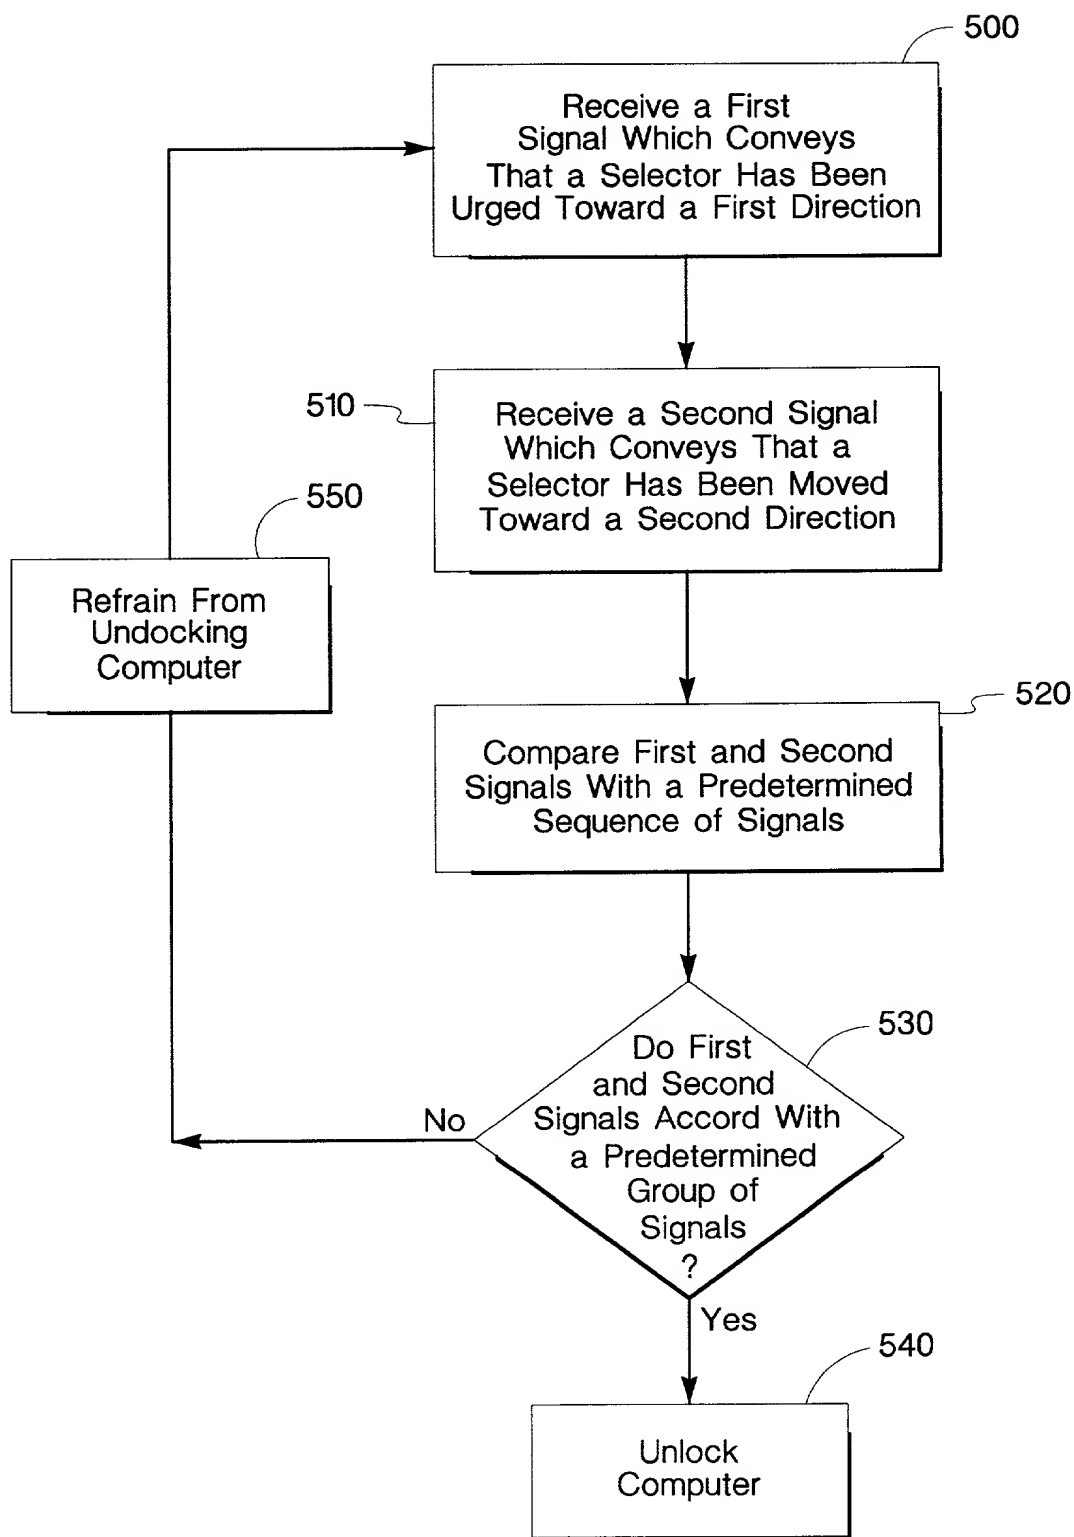 500
Receive a First
Signal Which Conveys
That a Selector Has Been
Urged Toward a First Direction
510
Receive a Second Signal
Which Conveys That a
Selector Has Been Moved
Toward a Second Direction
550
Refrain From
Undocking
Computer
520
Compare First and Second
Signals With a Predetermined
Sequence of Signals
530
Do First
and Second
Signals Accord With
a Predetermined
Group of
Signals
?
No
Yes
540
Unlock
Computer